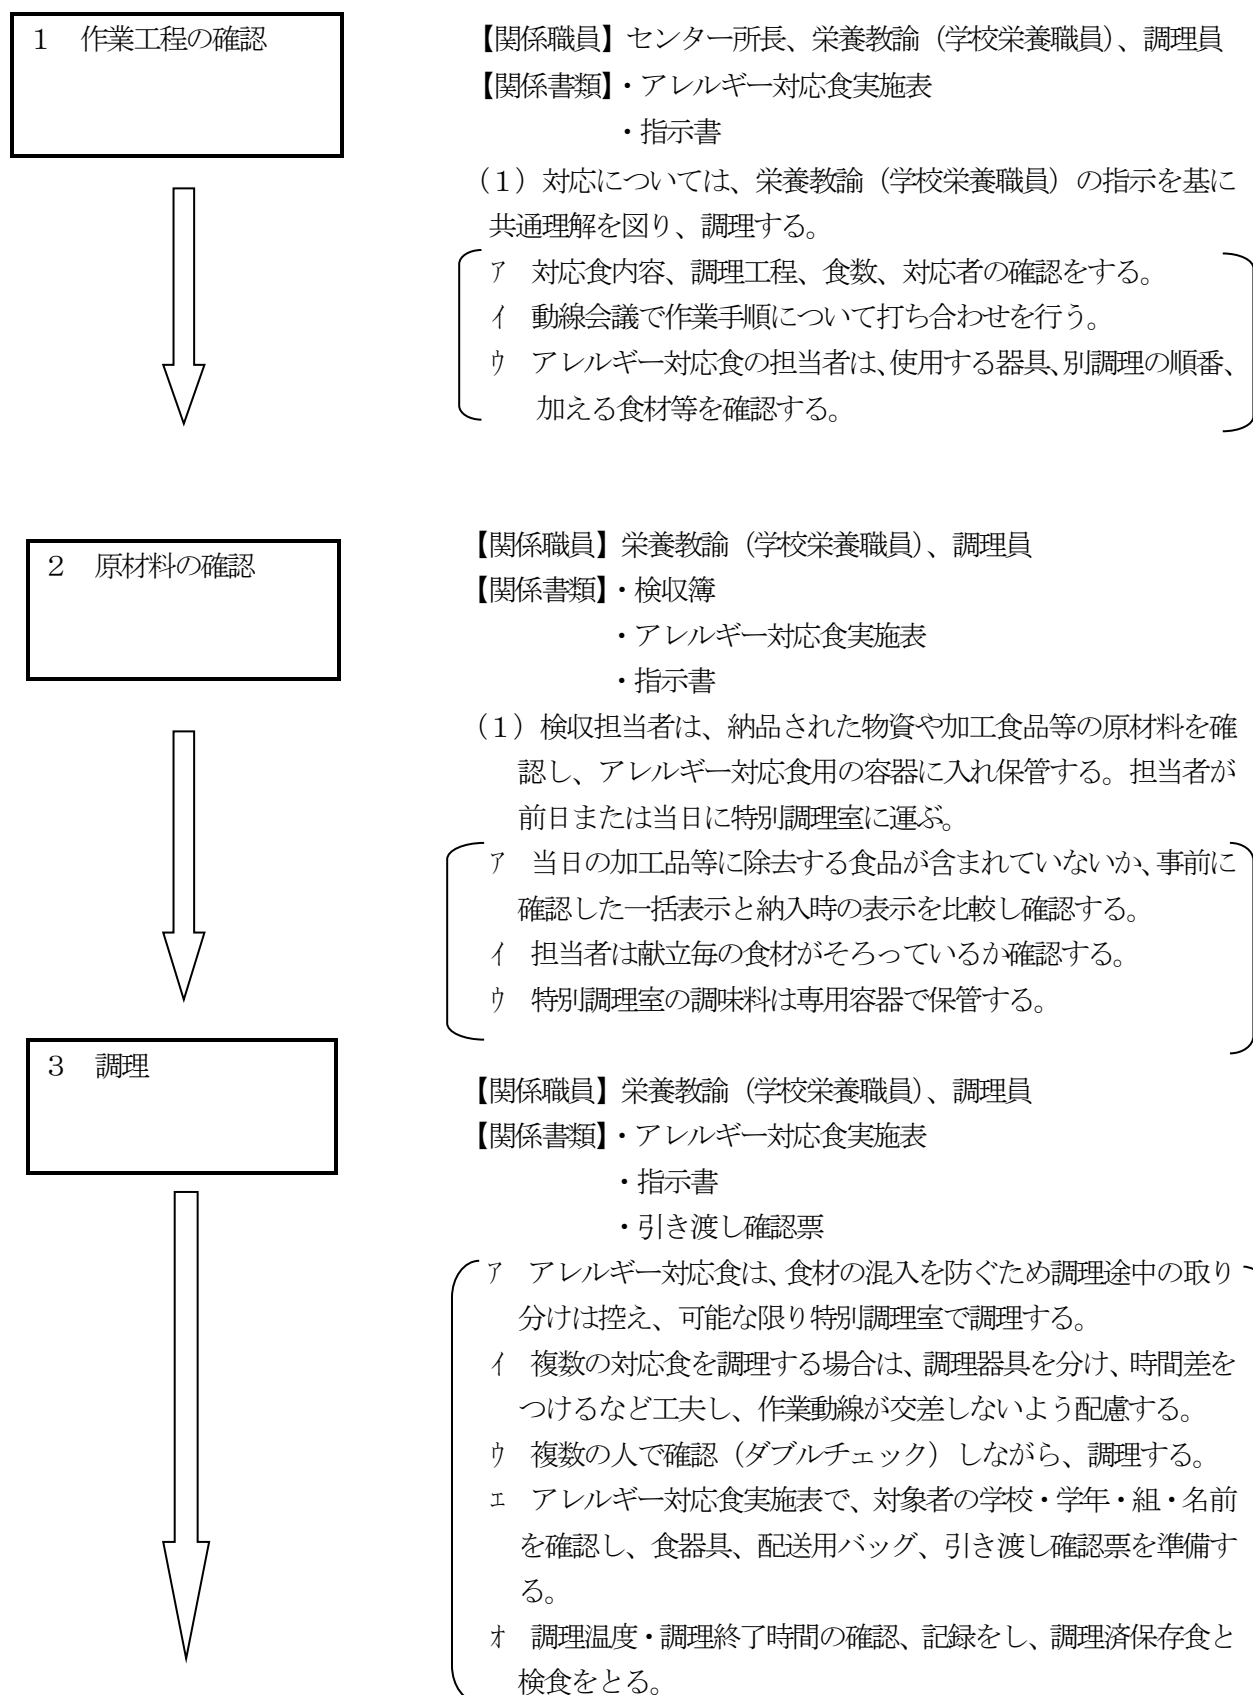 １　作業工程の確認
【関係職員】センター所長、栄養教諭（学校栄養職員）、調理員
【関係書類】・アレルギー対応食実施表
・指示書
（１）対応については、栄養教諭（学校栄養職員）の指示を基に
共通理解を図り、調理する。
ｱ　対応食内容、調理工程、食数、対応者の確認をする。
ｲ　動線会議で作業手順について打ち合わせを行う。
ｳ　アレルギー対応食の担当者は、使用する器具、別調理の順番、
加える食材等を確認する。
２　原材料の確認
【関係職員】栄養教諭（学校栄養職員）、調理員
【関係書類】・検収簿
・アレルギー対応食実施表
・指示書
（１）検収担当者は、納品された物資や加工食品等の原材料を確
認し、アレルギー対応食用の容器に入れ保管する。担当者が
前日または当日に特別調理室に運ぶ。
ｱ　当日の加工品等に除去する食品が含まれていないか、事前に
確認した一括表示と納入時の表示を比較し確認する。
ｲ　担当者は献立毎の食材がそろっているか確認する。
ｳ　特別調理室の調味料は専用容器で保管する。
３　調理
【関係職員】栄養教諭（学校栄養職員）、調理員
【関係書類】・アレルギー対応食実施表
・指示書
・引き渡し確認票
ｱ　アレルギー対応食は、食材の混入を防ぐため調理途中の取り
分けは控え、可能な限り特別調理室で調理する。
ｲ　複数の対応食を調理する場合は、調理器具を分け、時間差を
つけるなど工夫し、作業動線が交差しないよう配慮する。
ｳ　複数の人で確認（ダブルチェック）しながら、調理する。
ｴ　アレルギー対応食実施表で、対象者の学校・学年・組・名前
を確認し、食器具、配送用バッグ、引き渡し確認票を準備す
る。
ｵ　調理温度・調理終了時間の確認、記録をし、調理済保存食と
検食をとる。